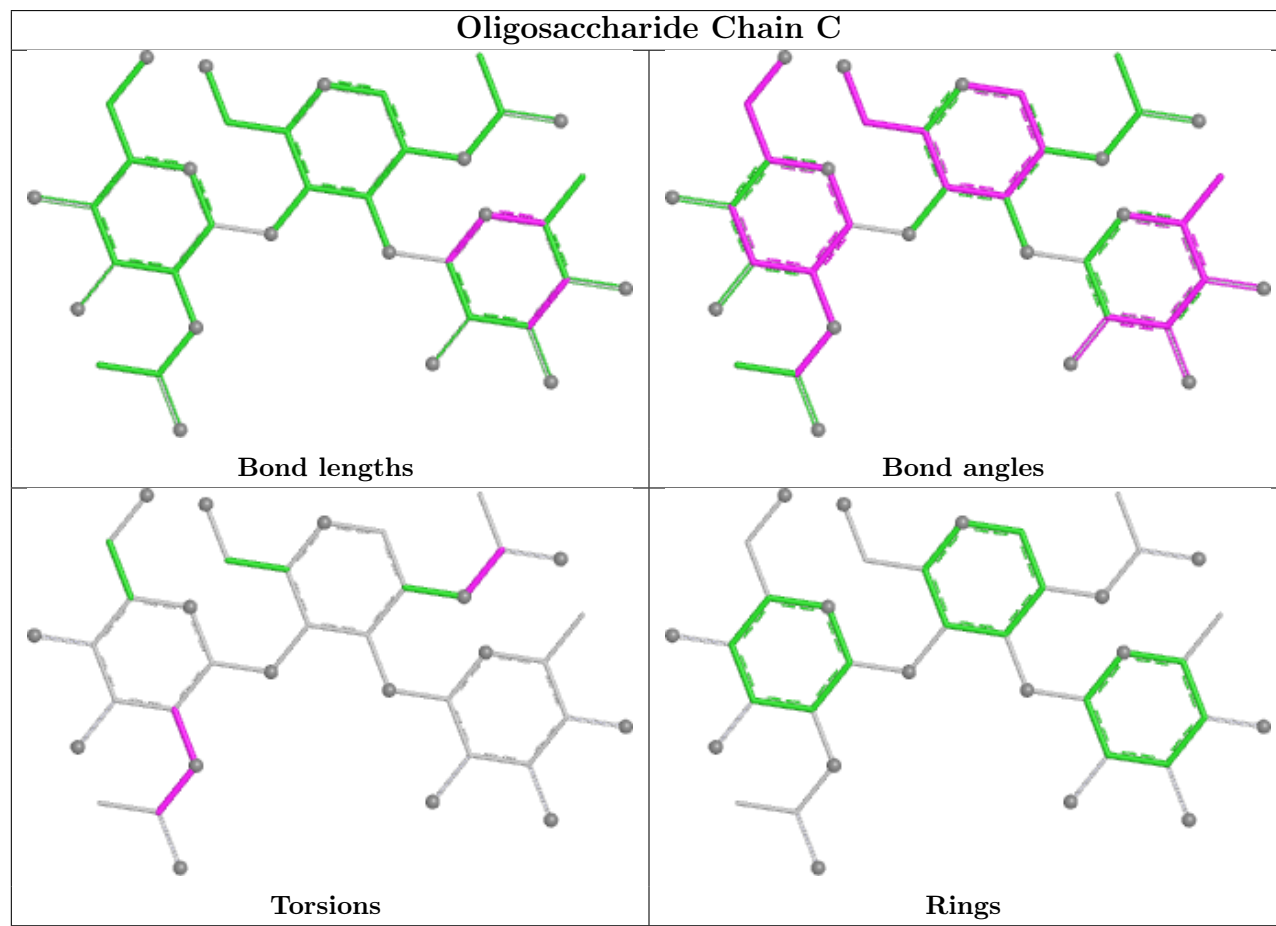 Oligosaccharide Chain C
Bond lengths
Bond angles
Torsions
Rings